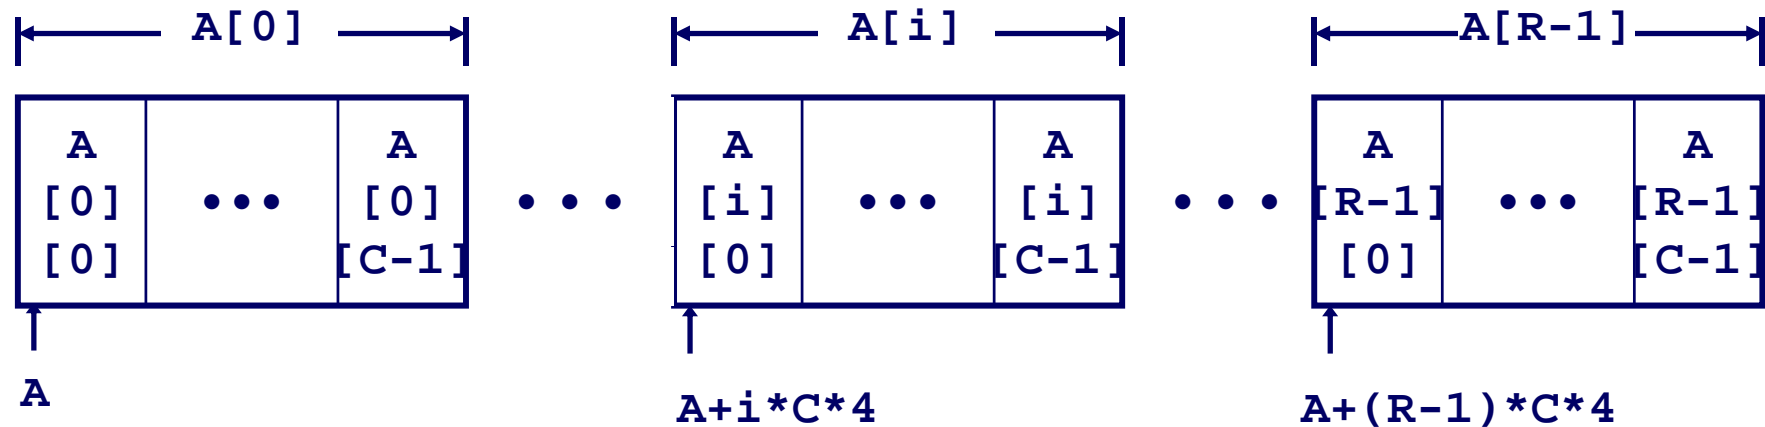 A[0] A[i] A[R-1]
A A A A A A
[0] ••• [0] • • • [i] ••• [i] • • • [R-1] ••• [R-1]
[0] [C-1] [0] [C-1] [0] [C-1]
A A+i*C*4 A+(R-1)*C*4